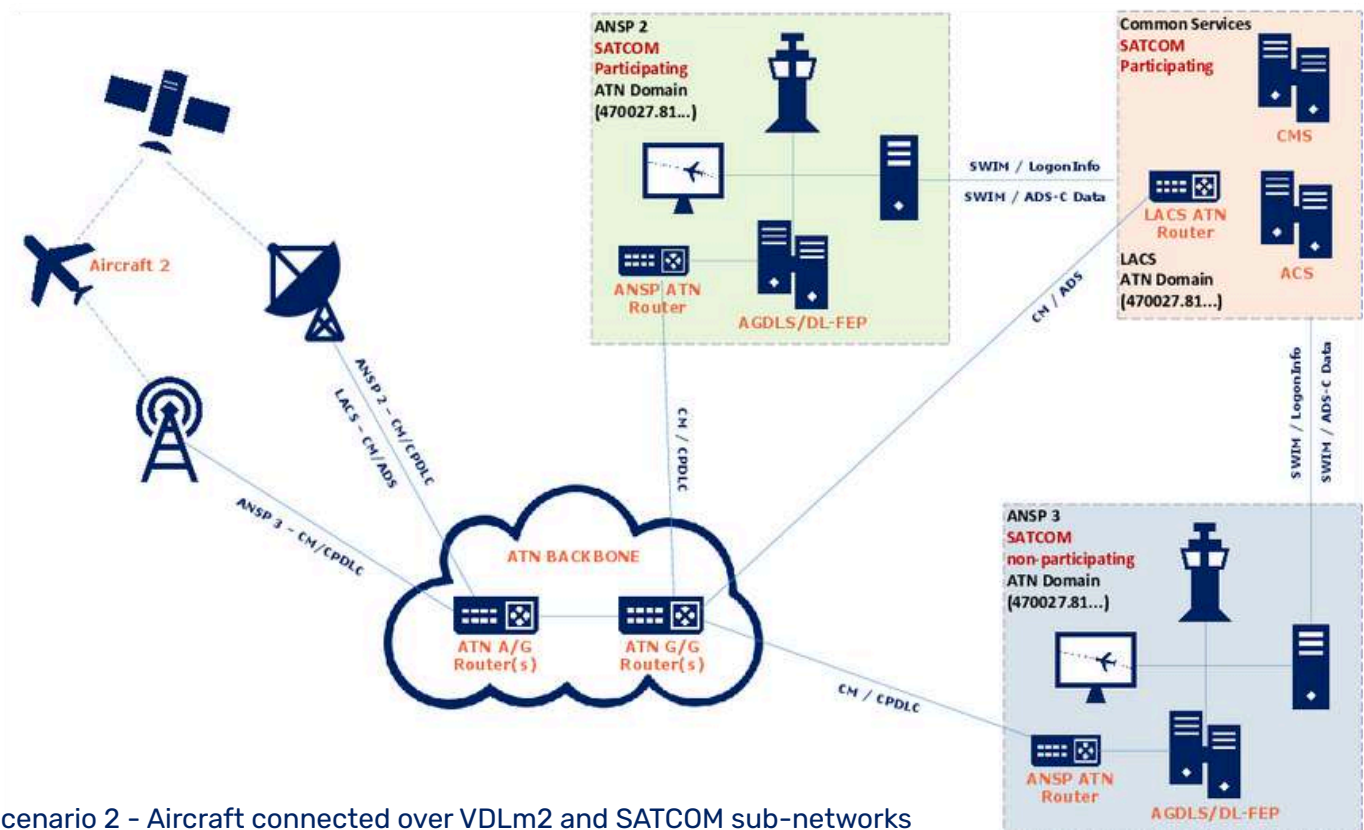 ANSP 2
SATCOM
Participating
ATN Domain
(470027.81...)
ANSP ATN
Router
AGDLS/DL-FEP
SWIM / LogonInfo
SWIM / ADS-C Data
Common Services
SATCOM
Participating
CMS
LACS ATN
Router
ACS
LACS
ATN Domain
(470027.81...)
Aircraft 2
ANSP 2 - CM/CPDLC
LACS - CM/ADS
ANSP 3 - CM/CPDLC
CM / CPDLC
CM / ADS
SWIM / LogonInfo
SWIM / ADS-C Data
ATN BACKBONE
ATN A/G
Router(s)
ATN G/G
Router(s)
CM / CPDLC
ANSP 3
SATCOM
non-participating
ATN Domain
(470027.81...)
ANSP ATN
Router
AGDLS/DL-FEP
cenario 2 - Aircraft connected over VDLm2 and SATCOM sub-networks